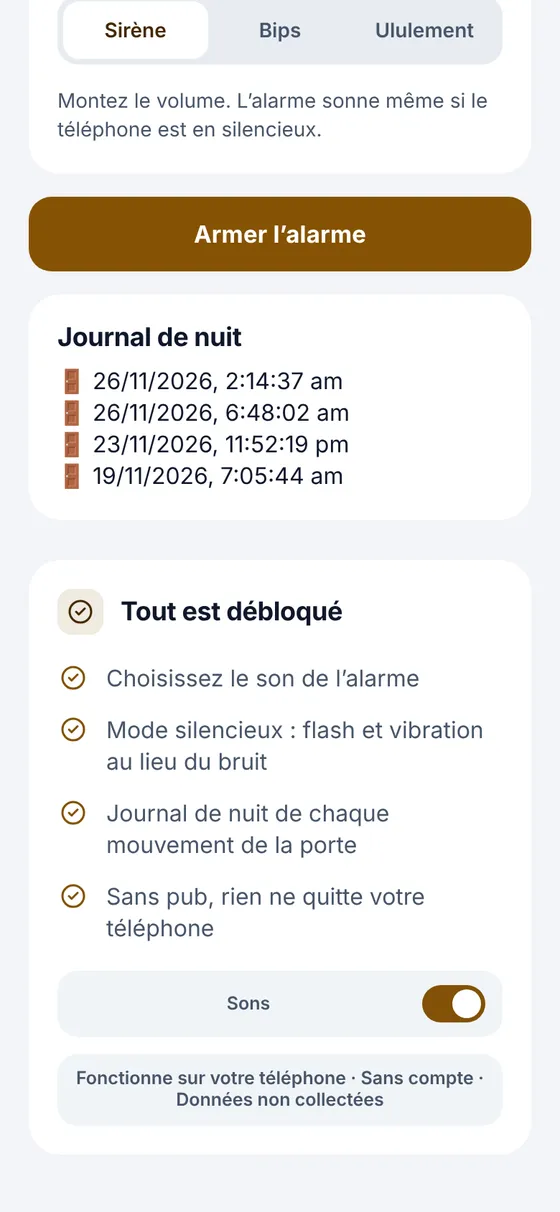 Sirène
Bips
Ululement
Montez le volume. L’alarme sonne même si le
téléphone est en silencieux.
Armer l’alarme
Journal de nuit
🚪 26/11/2026, 2:14:37 am
🚪 26/11/2026, 6:48:02 am
🚪 23/11/2026, 11:52:19 pm
🚪 19/11/2026, 7:05:44 am
Tout est débloqué
Choisissez le son de l’alarme
Mode silencieux : flash et vibration
au lieu du bruit
Journal de nuit de chaque
mouvement de la porte
Sans pub, rien ne quitte votre
téléphone
Sons
Fonctionne sur votre téléphone · Sans compte ·
Données non collectées